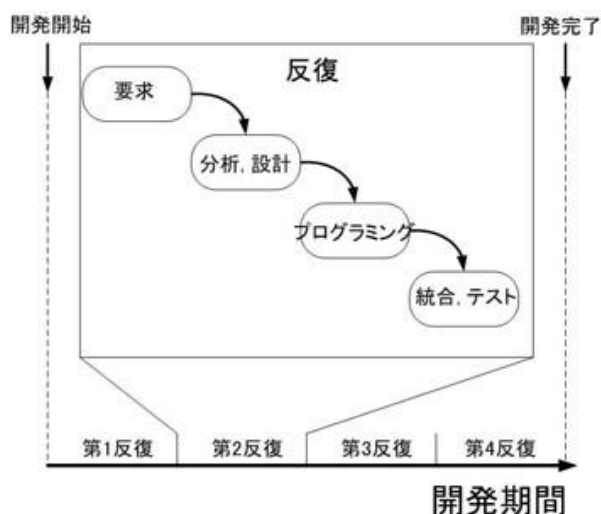 開発開始
開発完了
反復
要求
分析, 設計
プログラミング
統合, テスト
第1反復
第2反復
第3反復
第4反復
開発期間